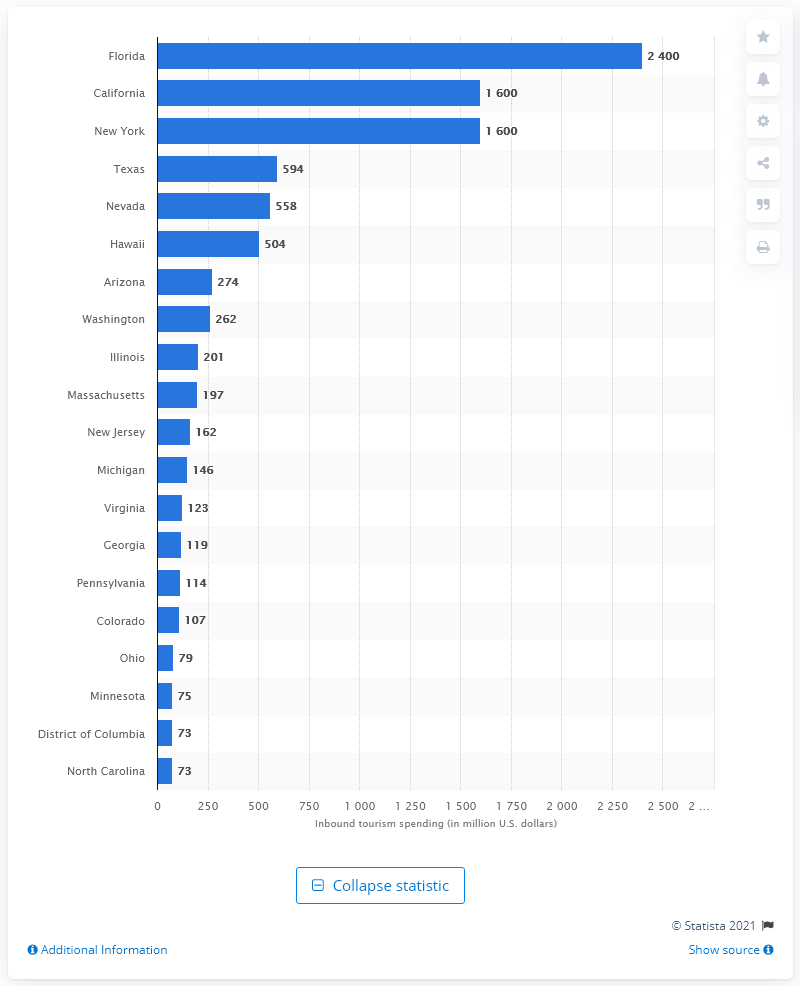 Florida 2 400
California 1 600
New York 1 600
Texas 594
Nevada 558
Hawaii 504
Arizona 274
Washington 262
Illinois 201
Massachusetts 197
New Jersey 162
Michigan 146
Virginia 123
Georgia 119
Pennsylvania 114
Colorado 107
Ohio 79
Minnesota 75
District of Columbia 73
North Carolina 73
0 250 500 750 1 000 1 250 1 500 1 750 2 000 2 250 2 500 2 ...
Inbound tourism spending (in million U.S. dollars)
Collapse statistic
© Statista 2021
Additional Information Show source